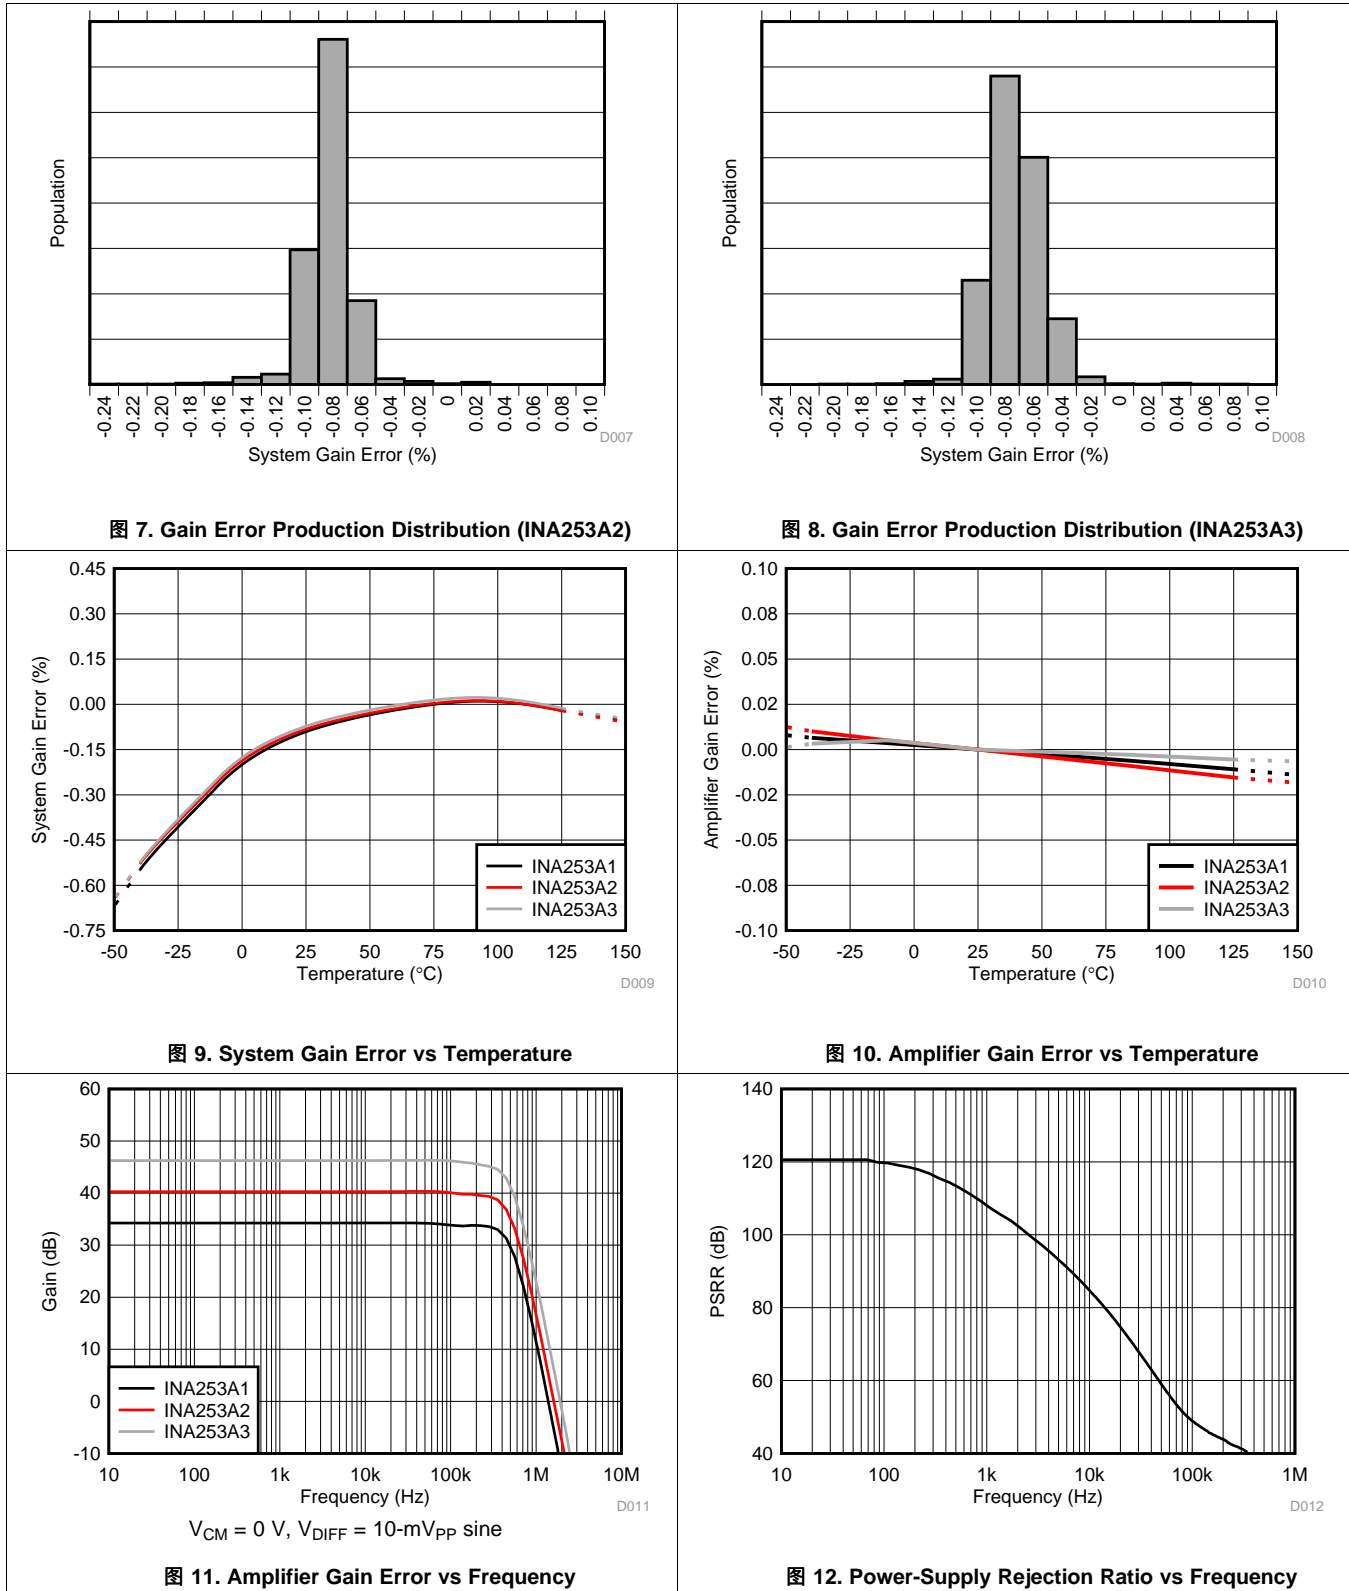 Population
-0.24
-0.20
-0.18
-0.16
-0.14
-0.12
-0.10
-0.08
-0.06
-0.04
-0.02
0
0.02
0.04
0.06
0.08
0.10
D007
System Gain Error (%)
图 7. Gain Error Production Distribution (INA253A2)
Population
-0.24
-0.20
-0.18
-0.16
-0.14
-0.12
-0.10
-0.08
-0.06
-0.04
-0.02
0
0.02
0.04
0.06
0.08
0.10
D008
System Gain Error (%)
图 8. Gain Error Production Distribution (INA253A3)
System Gain Error (%)
0.45
0.30
0.15
0.00
-0.15
-0.30
-0.45
-0.60
-0.75
INA253A1
INA253A2
INA253A3
-50 -25 0 25 50 75 100 125 150
Temperature (°C)
D009
图 9. System Gain Error vs Temperature
Amplifier Gain Error (%)
0.10
0.08
0.05
0.02
0.00
-0.02
-0.05
-0.08
-0.10
INA253A1
INA253A2
INA253A3
-50 -25 0 25 50 75 100 125 150
Temperature (°C)
D010
图 10. Amplifier Gain Error vs Temperature
Gain (dB)
60
50
40
30
20
10
0
-10
INA253A1
INA253A2
INA253A3
10 100 1k 10k 100k 1M 10M
Frequency (Hz)
D011
VCM = 0 V, VDIFF = 10-mVPP sine
图 11. Amplifier Gain Error vs Frequency
PSRR (dB)
140
120
100
80
60
40
10 100 1k 10k 100k 1M
Frequency (Hz)
D012
图 12. Power-Supply Rejection Ratio vs Frequency